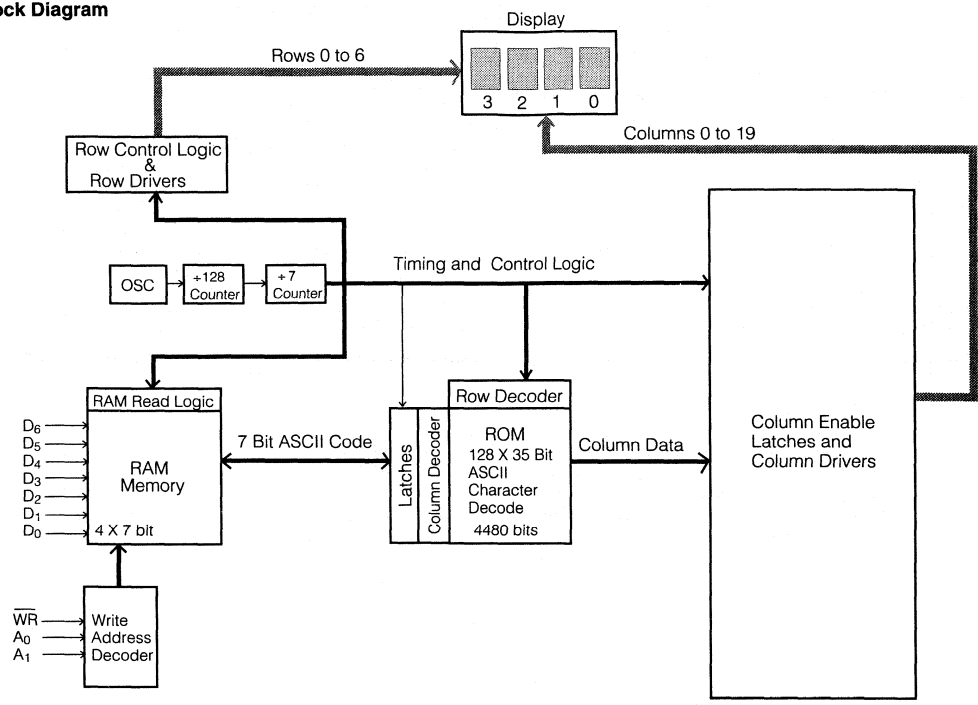 ock Diagram
Display
Rows 0 to 6
3 2 1 0
Columns 0 to 19
Row Control Logic
&
Row Drivers
OSC
÷128
Counter
÷7
Counter
Timing and Control Logic
RAM Read Logic
D6
D5
D4
D3
D2
D1
D0
RAM
Memory
4 X 7 bit
7 Bit ASCII Code
Latches
Column Decoder
Row Decoder
ROM
128 X 35 Bit
ASCII
Character
Decode
4480 bits
Column Data
Column Enable
Latches and
Column Drivers
W̅R̅
A0
A1
Write
Address
Decoder